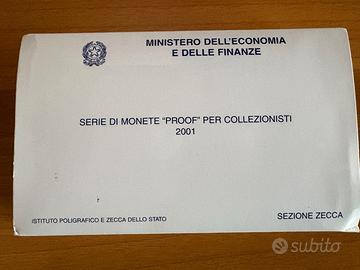 MINISTERO DELL'ECONOMIA
E DELLE FINANZE
SERIE DI MONETE "PROOF" PER COLLEZIONISTI
2001
ISTITUTO POLIGRAFICO E ZECCA DELLO STATO
SEZIONE ZECCA
subito